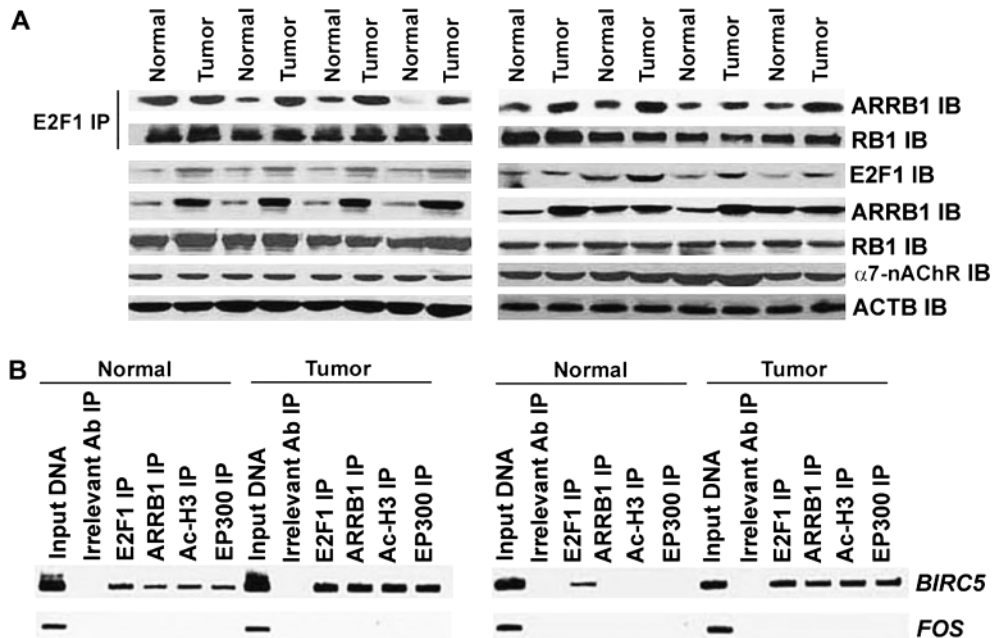 A
Normal Tumor Normal Tumor Normal Tumor Normal Tumor
Normal Tumor Normal Tumor Normal Tumor Normal Tumor
E2F1 IP
ARRB1 IB
RB1 IB
E2F1 IB
ARRB1 IB
RB1 IB
α7-nAChR IB
ACTB IB
B
Normal Tumor Normal Tumor
Input DNA
Irrelevant Ab IP
E2F1 IP
ARRB1 IP
Ac-H3 IP
EP300 IP
Input DNA
Irrelevant Ab IP
E2F1 IP
ARRB1 IP
Ac-H3 IP
EP300 IP
Input DNA
Irrelevant Ab IP
E2F1 IP
ARRB1 IP
Ac-H3 IP
EP300 IP
Input DNA
Irrelevant Ab IP
E2F1 IP
ARRB1 IP
Ac-H3 IP
EP300 IP
BIRC5
FOS